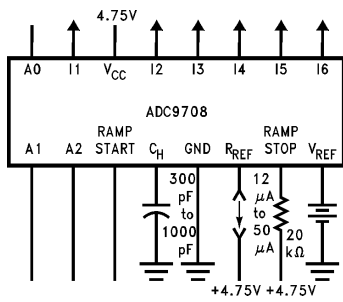 4.75V
A0 I1 VCC I2 I3 I4 I5 I6
ADC9708
RAMP RAMP
A1 A2 START CH GND RREF STOP VREF
300 12
pF μA
to to
1000 50
pF μA 20
kΩ
+4.75V +4.75V